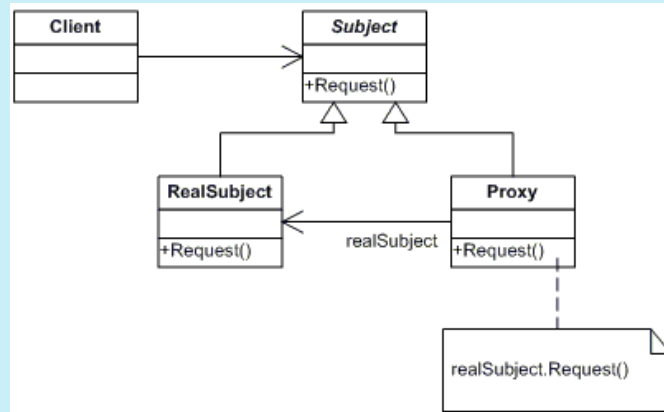 Client
Subject
+Request()
RealSubject
+Request()
realSubject
Proxy
+Request()
realSubject.Request()